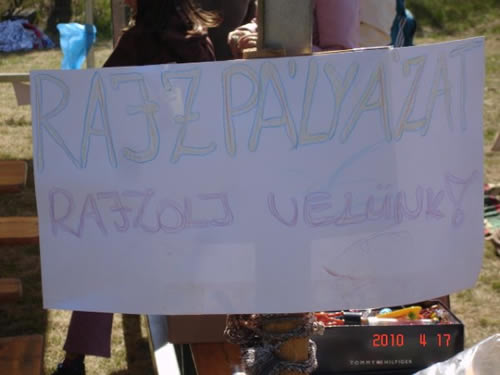 RAJZPÁLYÁZAT
RAJZOLJ VELÜNK!
2010 4 17
TOMMY HILFIGER